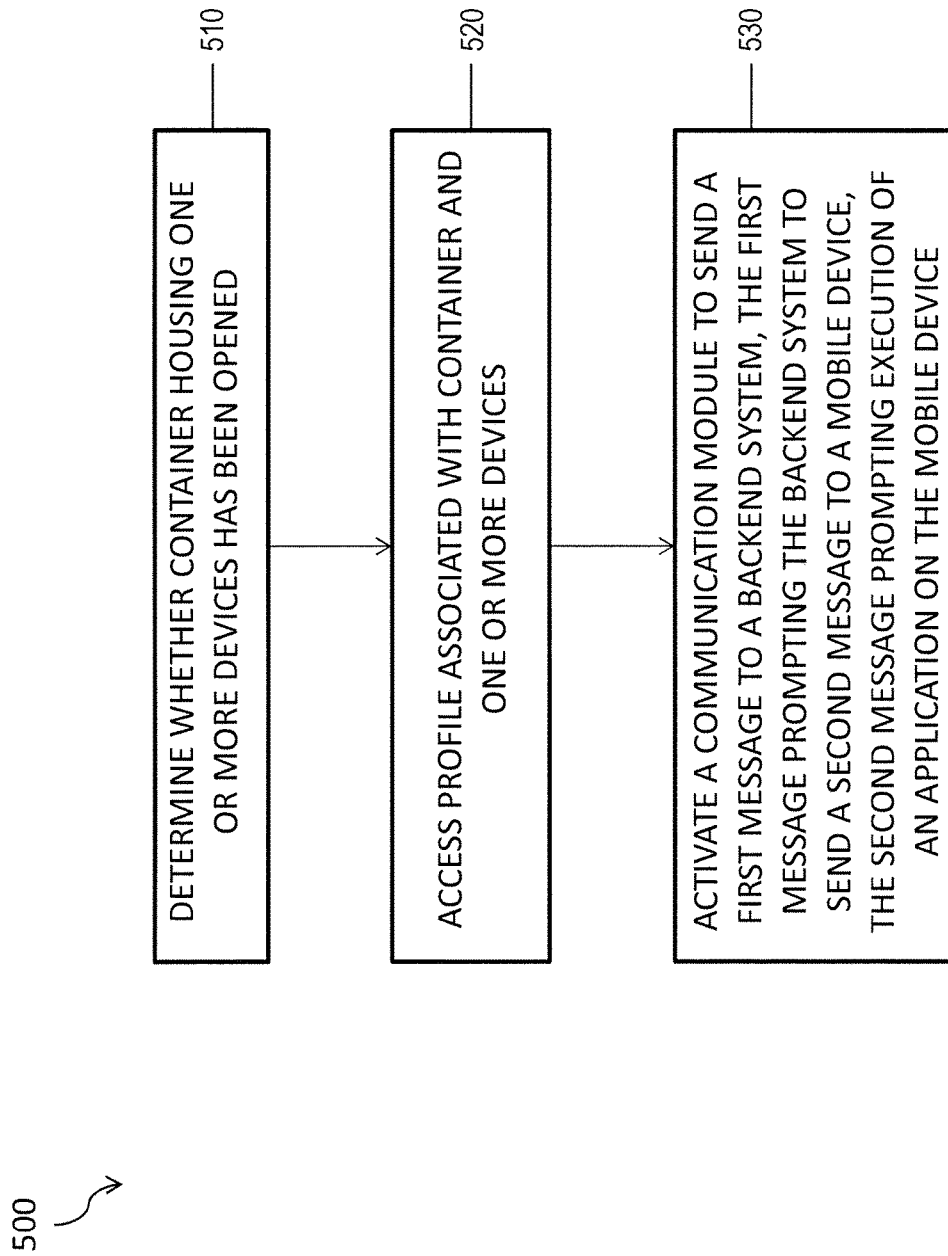 500
DETERMINE WHETHER CONTAINER HOUSING ONE
OR MORE DEVICES HAS BEEN OPENED
510
ACCESS PROFILE ASSOCIATED WITH CONTAINER AND
ONE OR MORE DEVICES
520
ACTIVATE A COMMUNICATION MODULE TO SEND A
FIRST MESSAGE TO A BACKEND SYSTEM, THE FIRST
MESSAGE PROMPTING THE BACKEND SYSTEM TO
SEND A SECOND MESSAGE TO A MOBILE DEVICE,
THE SECOND MESSAGE PROMPTING EXECUTION OF
AN APPLICATION ON THE MOBILE DEVICE
530